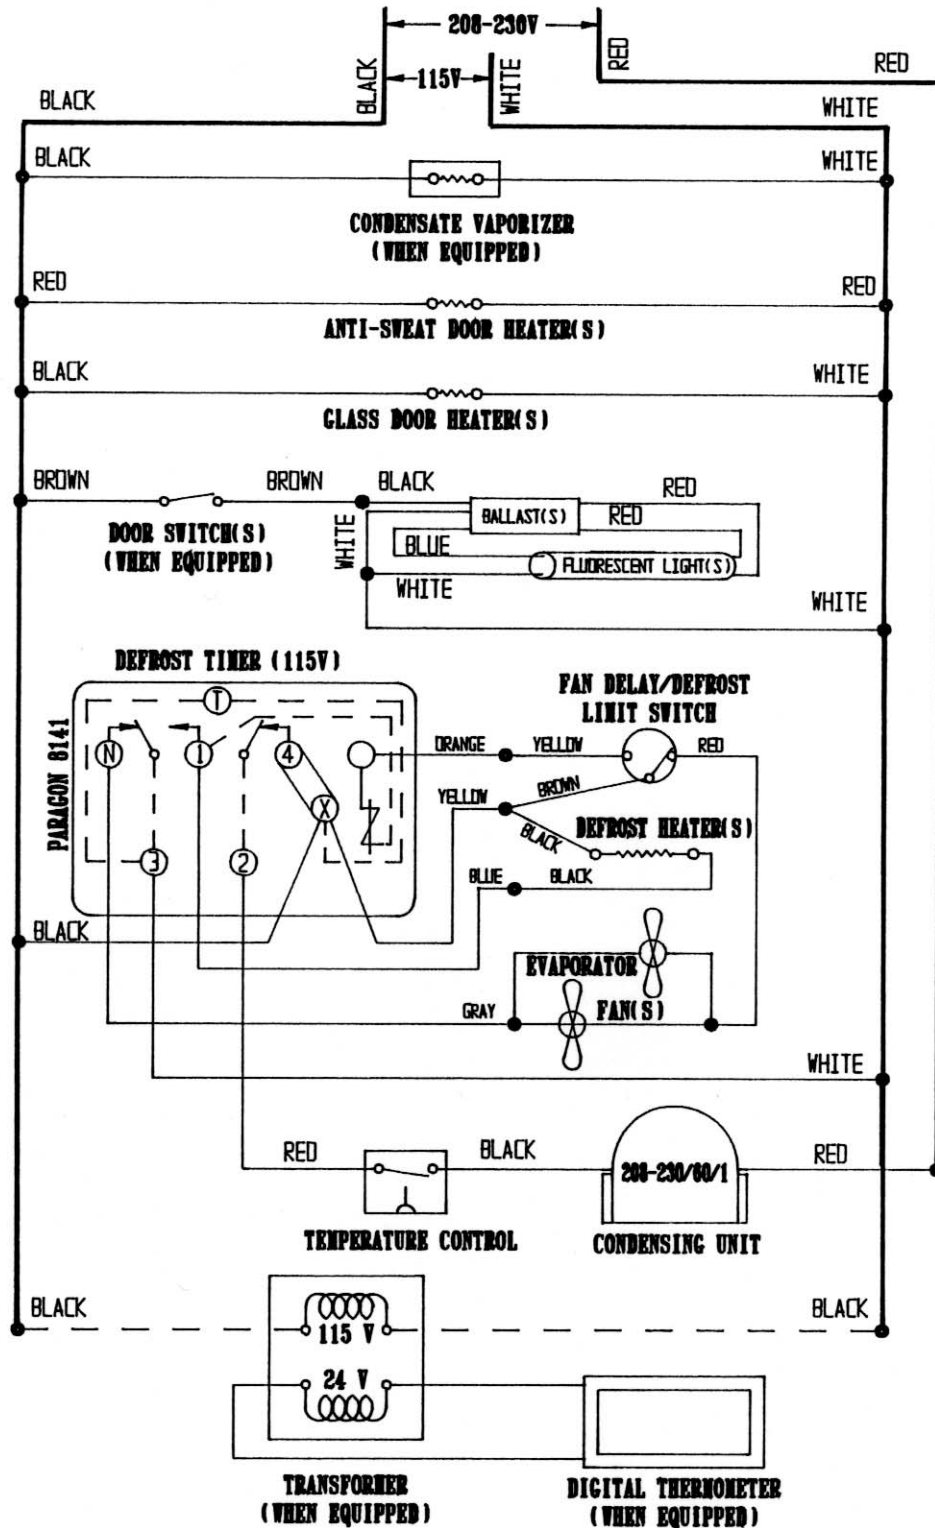 208-230V
BLACK
115V
WHITE
RED
RED
BLACK
WHITE
BLACK
WHITE
CONDENSATE VAPORIZER
(WHEN EQUIPPED)
RED
RED
ANTI-SWEAT DOOR HEATER(S)
BLACK
WHITE
GLASS DOOR HEATER(S)
BROWN
BROWN
BLACK
RED
DOOR SWITCH(S)
(WHEN EQUIPPED)
WHITE
BALLAST(S)
RED
BLUE
FLUORESCENT LIGHT(S)
WHITE
WHITE
DEFROST TIMER (115V)
PARAGON 8141
T
N
1
4
X
3
2
FAN DELAY/DEFROST
LIMIT SWITCH
ORANGE
YELLOW
RED
YELLOW
BROWN
BLACK
DEFROST HEATER(S)
BLUE
BLACK
BLACK
EVAPORATOR
FAN(S)
GRAY
WHITE
RED
BLACK
208-230/60/1
RED
TEMPERATURE CONTROL
CONDENSING UNIT
BLACK
BLACK
115 V
24 V
TRANSFORMER
(WHEN EQUIPPED)
DIGITAL THERMOMETER
(WHEN EQUIPPED)